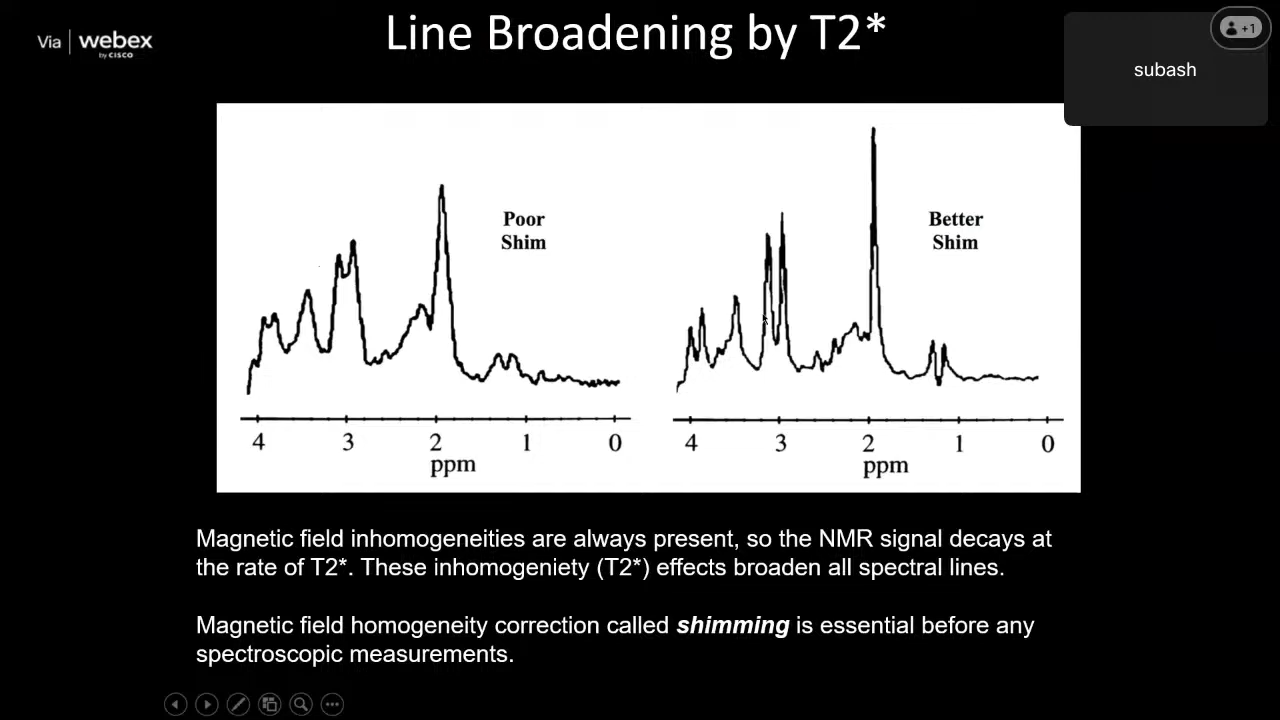 Line Broadening by T2*
Via | webex
by CISCO
+1
subash
Poor
Shim
Better
Shim
4 3 2 1 0
ppm
4 3 2 1 0
ppm
Magnetic field inhomogeneities are always present, so the NMR signal decays at
the rate of T2*. These inhomogeniety (T2*) effects broaden all spectral lines.
Magnetic field homogeneity correction called shimming is essential before any
spectroscopic measurements.